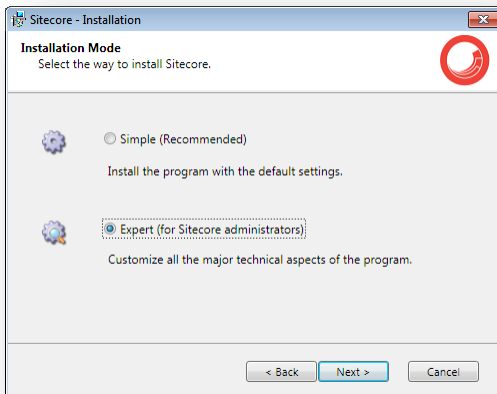 Sitecore - Installation
Installation Mode
Select the way to install Sitecore.
Simple (Recommended)
Install the program with the default settings.
Expert (for Sitecore administrators)
Customize all the major technical aspects of the program.
< Back Next > Cancel